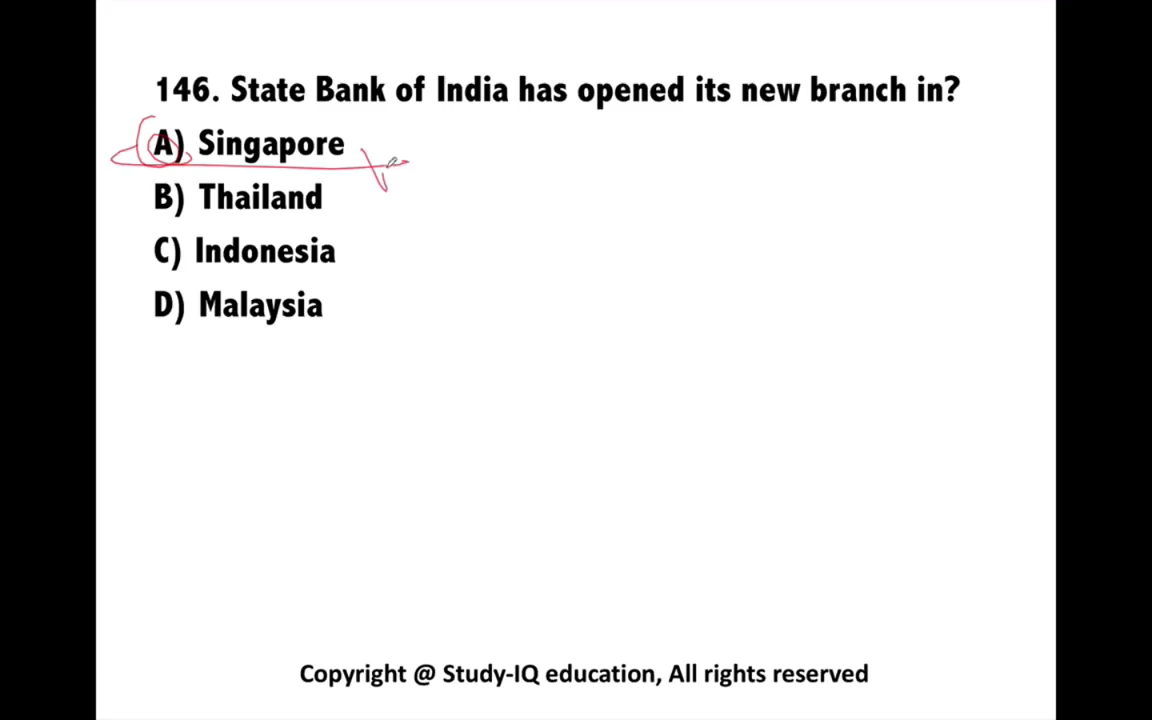 146. State Bank of India has opened its new branch in?
A) Singapore
B) Thailand
C) Indonesia
D) Malaysia
Copyright @ Study-IQ education, All rights reserved